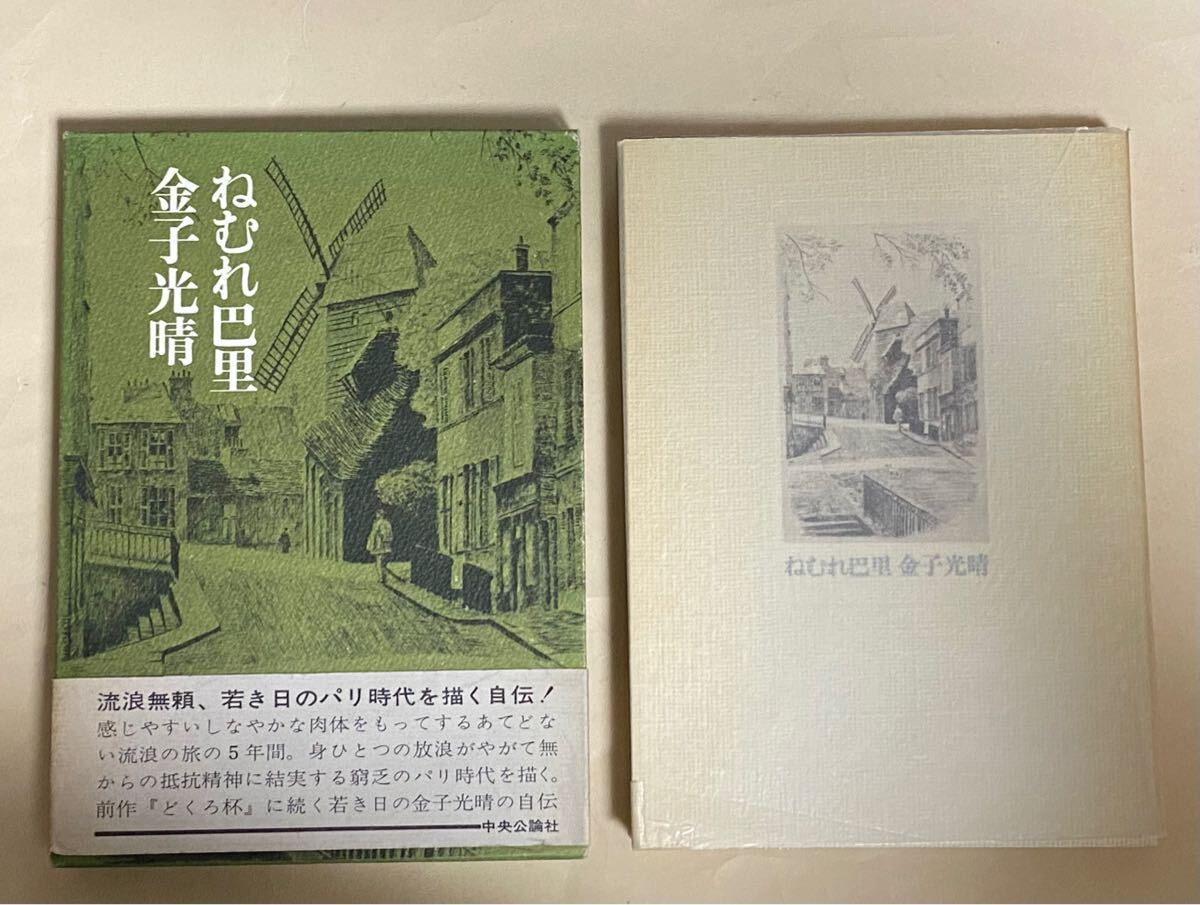 ねむれ巴里
金子光晴
流浪無頼、若き日のパリ時代を描く自伝!
感じやすいしなやかな肉体をもってするあてどな
い流浪の旅の5年間。身ひとつの放浪がやがて無
からの抵抗精神に結実する窮乏のパリ時代を描く。
前作『どくろ杯』に続く若き日の金子光晴の自伝
中央公論社
ねむれ巴里 金子光晴